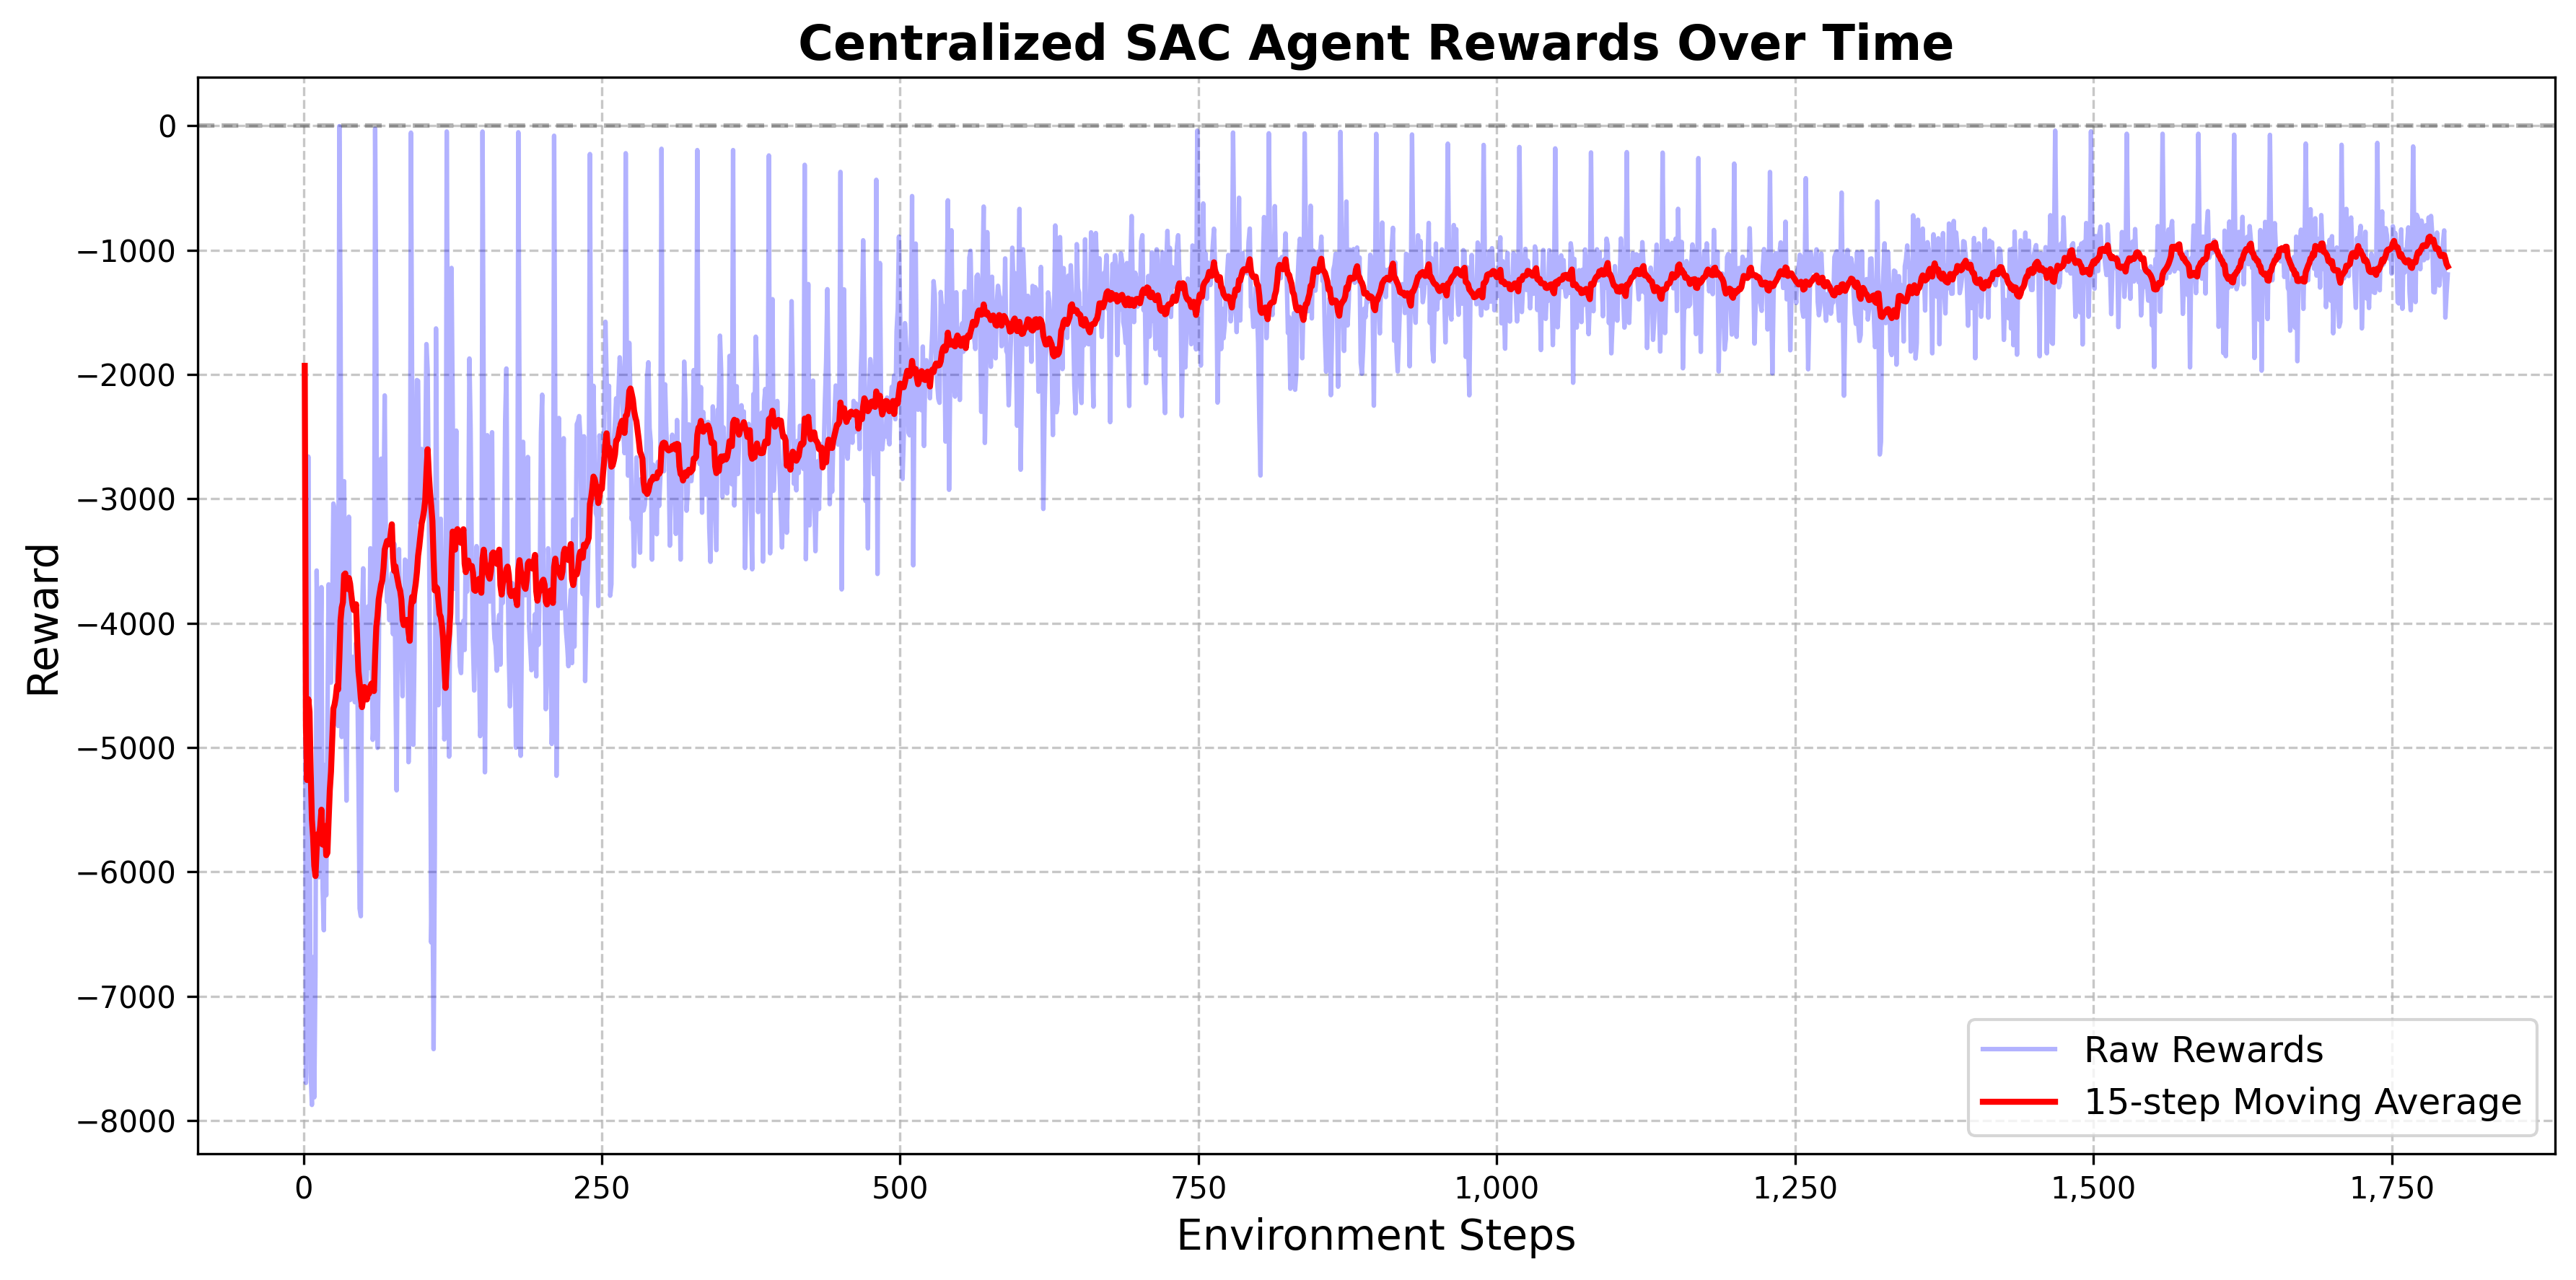 Centralized SAC Agent Rewards Over Time
0
−1000
−2000
−3000
−4000
−5000
−6000
−7000
−8000
Reward
Raw Rewards
15-step Moving Average
0 250 500 750 1,000 1,250 1,500 1,750
Environment Steps